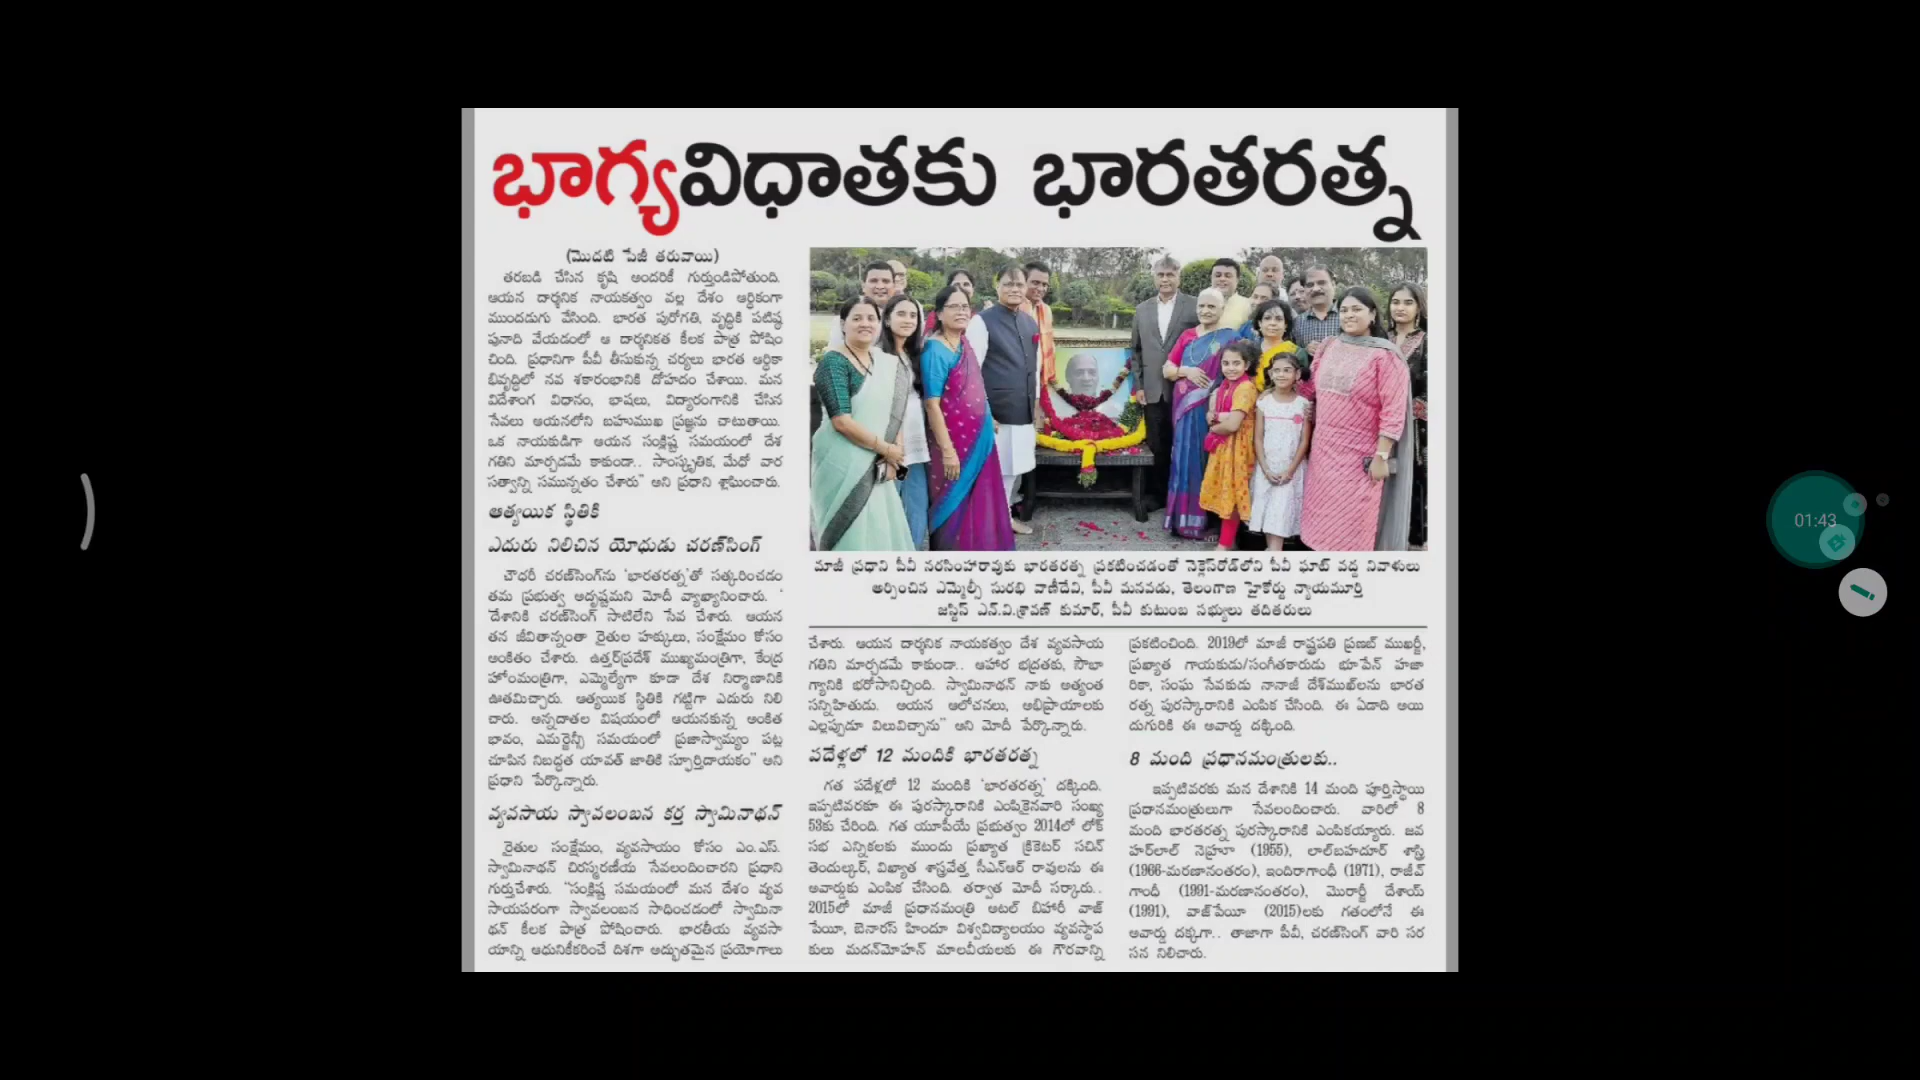 భాగ్యవిధాతకు భారతరత్న
(మొదటి పేజీ తరువాయి)
తరబడి చేసిన కృషి అందరికీ గుర్తుండిపోతుంది.
ఆయన దార్శనిక నాయకత్వం వల్ల దేశం ఆర్థికంగా
ముందడుగు వేసింది. భారత పురోగతి, వృద్ధికి పటిష్ఠ
పునాది వేయడంలో ఆ దార్శనికత కీలక పాత్ర పోషిం
చింది. ప్రధానిగా పీవీ తీసుకున్న చర్యలు భారత ఆర్థికా
భివృద్ధిలో నవ శకారంభానికి దోహదం చేశాయి. మన
విదేశాంగ విధానం, భాషలు, విద్యారంగానికి చేసిన
సేవలు ఆయనలోని బహుముఖ ప్రజ్ఞను చాటుతాయి.
ఒక నాయకుడిగా ఆయన సంక్లిష్ట సమయంలో దేశ
గతిని మార్చడమే కాకుండా.. సాంస్కృతిక, మేధో వార
సత్వాన్ని సమున్నతం చేశారు" అని ప్రధాని శ్లాఘించారు.
ఆత్యయిక స్థితికి
ఎదురు నిలిచిన యోధుడు చరణ్‌సింగ్
చౌధరీ చరణ్‌సింగ్‌ను 'భారతరత్న'తో సత్కరించడం
తమ ప్రభుత్వ అదృష్టమని మోదీ వ్యాఖ్యానించారు. '
'దేశానికి చరణ్‌సింగ్ సాటిలేని సేవ చేశారు. ఆయన
తన జీవితాన్నంతా రైతుల హక్కులు, సంక్షేమం కోసం
అంకితం చేశారు. ఉత్తర్‌ప్రదేశ్ ముఖ్యమంత్రిగా, కేంద్ర
హోంమంత్రిగా, ఎమ్మెల్యేగా కూడా దేశ నిర్మాణానికి
ఊతమిచ్చారు. ఆత్యయిక స్థితికి గట్టిగా ఎదురు నిలి
చారు. అన్నదాతల విషయంలో ఆయనకున్న అంకిత
భావం, ఎమర్జెన్సీ సమయంలో ప్రజాస్వామ్యం పట్ల
చూపిన నిబద్ధత యావత్ జాతికి స్ఫూర్తిదాయకం" అని
ప్రధాని పేర్కొన్నారు.
వ్యవసాయ స్వావలంబన కర్త స్వామినాథన్
రైతుల సంక్షేమం, వ్యవసాయం కోసం ఎం.ఎస్.
స్వామినాథన్ చిరస్మరణీయ సేవలందించారని ప్రధాని
గుర్తుచేశారు. "సంక్లిష్ట సమయంలో మన దేశం వ్యవ
సాయపరంగా స్వావలంబన సాధించడంలో స్వామినా
థన్ కీలక పాత్ర పోషించారు. భారతీయ వ్యవసా
యాన్ని ఆధునికీకరించే దిశగా అద్భుతమైన ప్రయోగాలు
మాజీ ప్రధాని పీవీ నరసింహారావుకు భారతరత్న ప్రకటించడంతో నెక్లెస్‌రోడ్‌లోని పీవీ ఘాట్ వద్ద నివాళులు
అర్పించిన ఎమ్మెల్సీ సురభి వాణీదేవి, పీవీ మనవడు, తెలంగాణ హైకోర్టు న్యాయమూర్తి
జస్టిస్ ఎన్.వి.శ్రావణ్ కుమార్, పీవీ కుటుంబ సభ్యులు తదితరులు
చేశారు. ఆయన దార్శనిక నాయకత్వం దేశ వ్యవసాయ
గతిని మార్చడమే కాకుండా.. ఆహార భద్రతకు, సౌభా
గ్యానికి భరోసానిచ్చింది. స్వామినాథన్ నాకు అత్యంత
సన్నిహితుడు. ఆయన ఆలోచనలు, అభిప్రాయాలకు
ఎల్లప్పుడూ విలువిచ్చాను" అని మోదీ పేర్కొన్నారు.
పదేళ్లలో 12 మందికి భారతరత్న
గత పదేళ్లలో 12 మందికి 'భారతరత్న' దక్కింది.
ఇప్పటివరకూ ఈ పురస్కారానికి ఎంపికైనవారి సంఖ్య
53కు చేరింది. గత యూపీయే ప్రభుత్వం 2014లో లోక్
సభ ఎన్నికలకు ముందు ప్రఖ్యాత క్రికెటర్ సచిన్
తెందుల్కర్, విఖ్యాత శాస్త్రవేత్త సీఎన్ఆర్ రావులను ఈ
అవార్డుకు ఎంపిక చేసింది. తర్వాత మోదీ సర్కారు..
2015లో మాజీ ప్రధానమంత్రి అటల్ బిహారీ వాజ్
పేయీ, బెనారస్ హిందూ విశ్వవిద్యాలయం వ్యవస్థాప
కులు మదన్‌మోహన్ మాలవీయలకు ఈ గౌరవాన్ని
ప్రకటించింది. 2019లో మాజీ రాష్ట్రపతి ప్రణబ్ ముఖర్జీ,
ప్రఖ్యాత గాయకుడు/సంగీతకారుడు భూపేన్ హజా
రికా, సంఘ సేవకుడు నానాజీ దేశ్‌ముఖ్‌లను భారత
రత్న పురస్కారానికి ఎంపిక చేసింది. ఈ ఏడాది అయి
దుగురికి ఈ అవార్డు దక్కింది.
8 మంది ప్రధానమంత్రులకు..
ఇప్పటివరకు మన దేశానికి 14 మంది పూర్తిస్థాయి
ప్రధానమంత్రులుగా సేవలందించారు. వారిలో 8
మంది భారతరత్న పురస్కారానికి ఎంపికయ్యారు. జవ
హర్‌లాల్ నెహ్రూ (1955), లాల్‌బహదూర్ శాస్త్రి
(1966-మరణానంతరం), ఇందిరాగాంధీ (1971), రాజీవ్
గాంధీ (1991-మరణానంతరం), మొరార్జీ దేశాయ్
(1991), వాజ్‌పేయీ (2015)లకు గతంలోనే ఈ
అవార్డు దక్కగా.. తాజాగా పీవీ, చరణ్‌సింగ్ వారి సర
సన నిలిచారు.
01:43